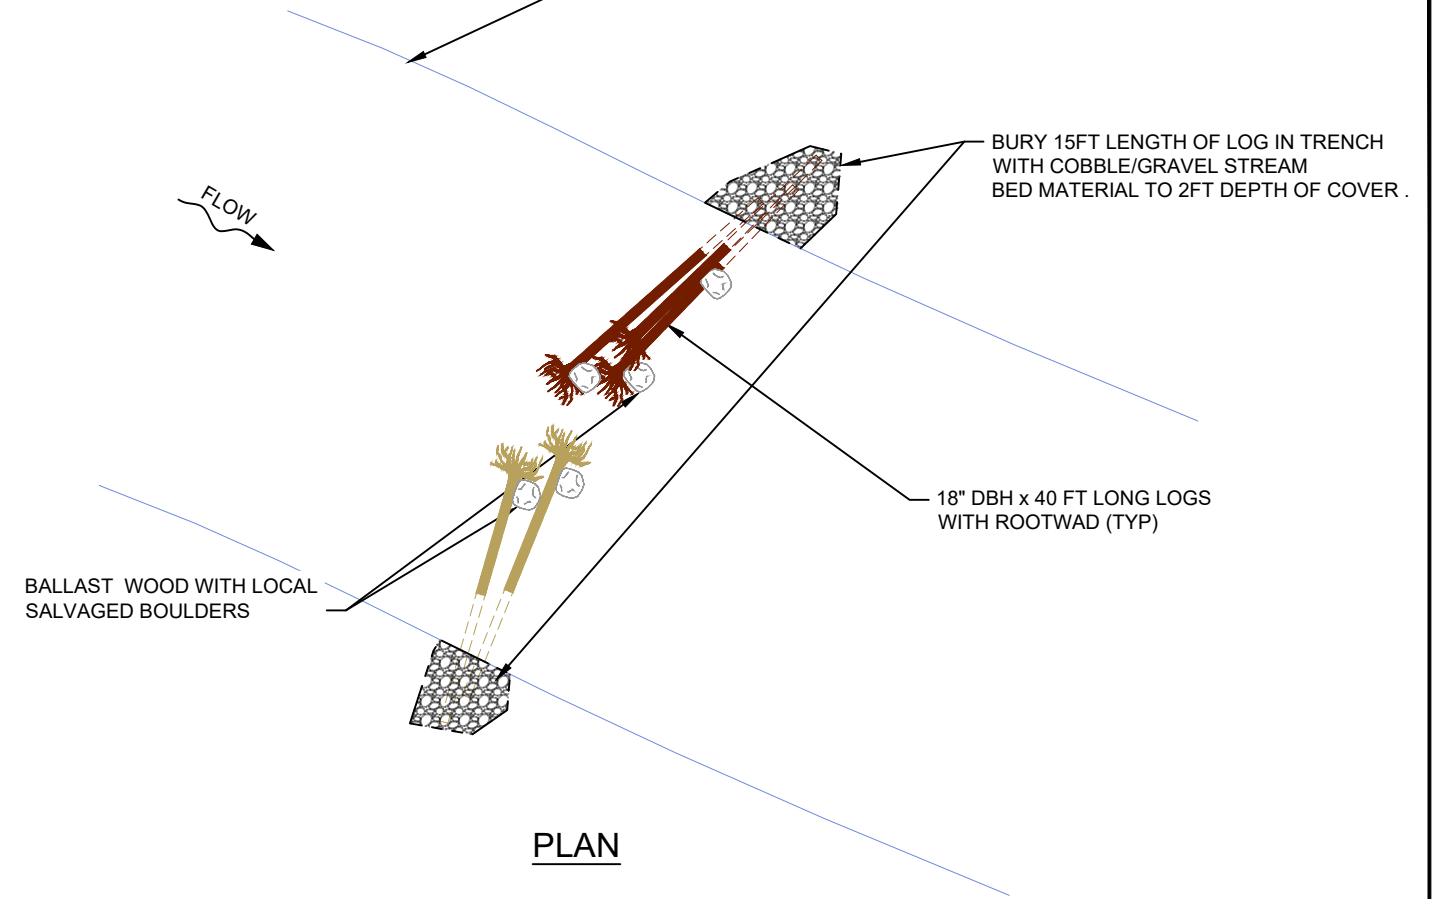 BURY 15FT LENGTH OF LOG IN TRENCH
WITH COBBLE/GRAVEL STREAM
BED MATERIAL TO 2FT DEPTH OF COVER .
FLOW
18" DBH x 40 FT LONG LOGS
WITH ROOTWAD (TYP)
BALLAST  WOOD WITH LOCAL
SALVAGED BOULDERS
PLAN